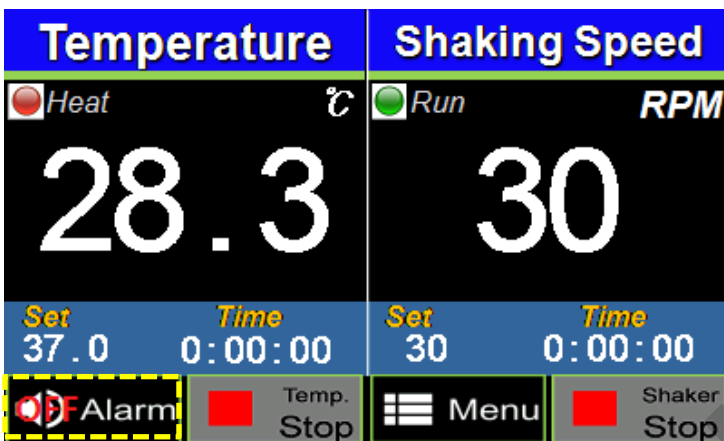 Temperature
Shaking Speed
Heat
℃
Run
RPM
28.3
30
Set
Time
Set
Time
37.0
0:00:00
30
0:00:00
OFF Alarm
Temp.
Stop
Menu
Shaker
Stop